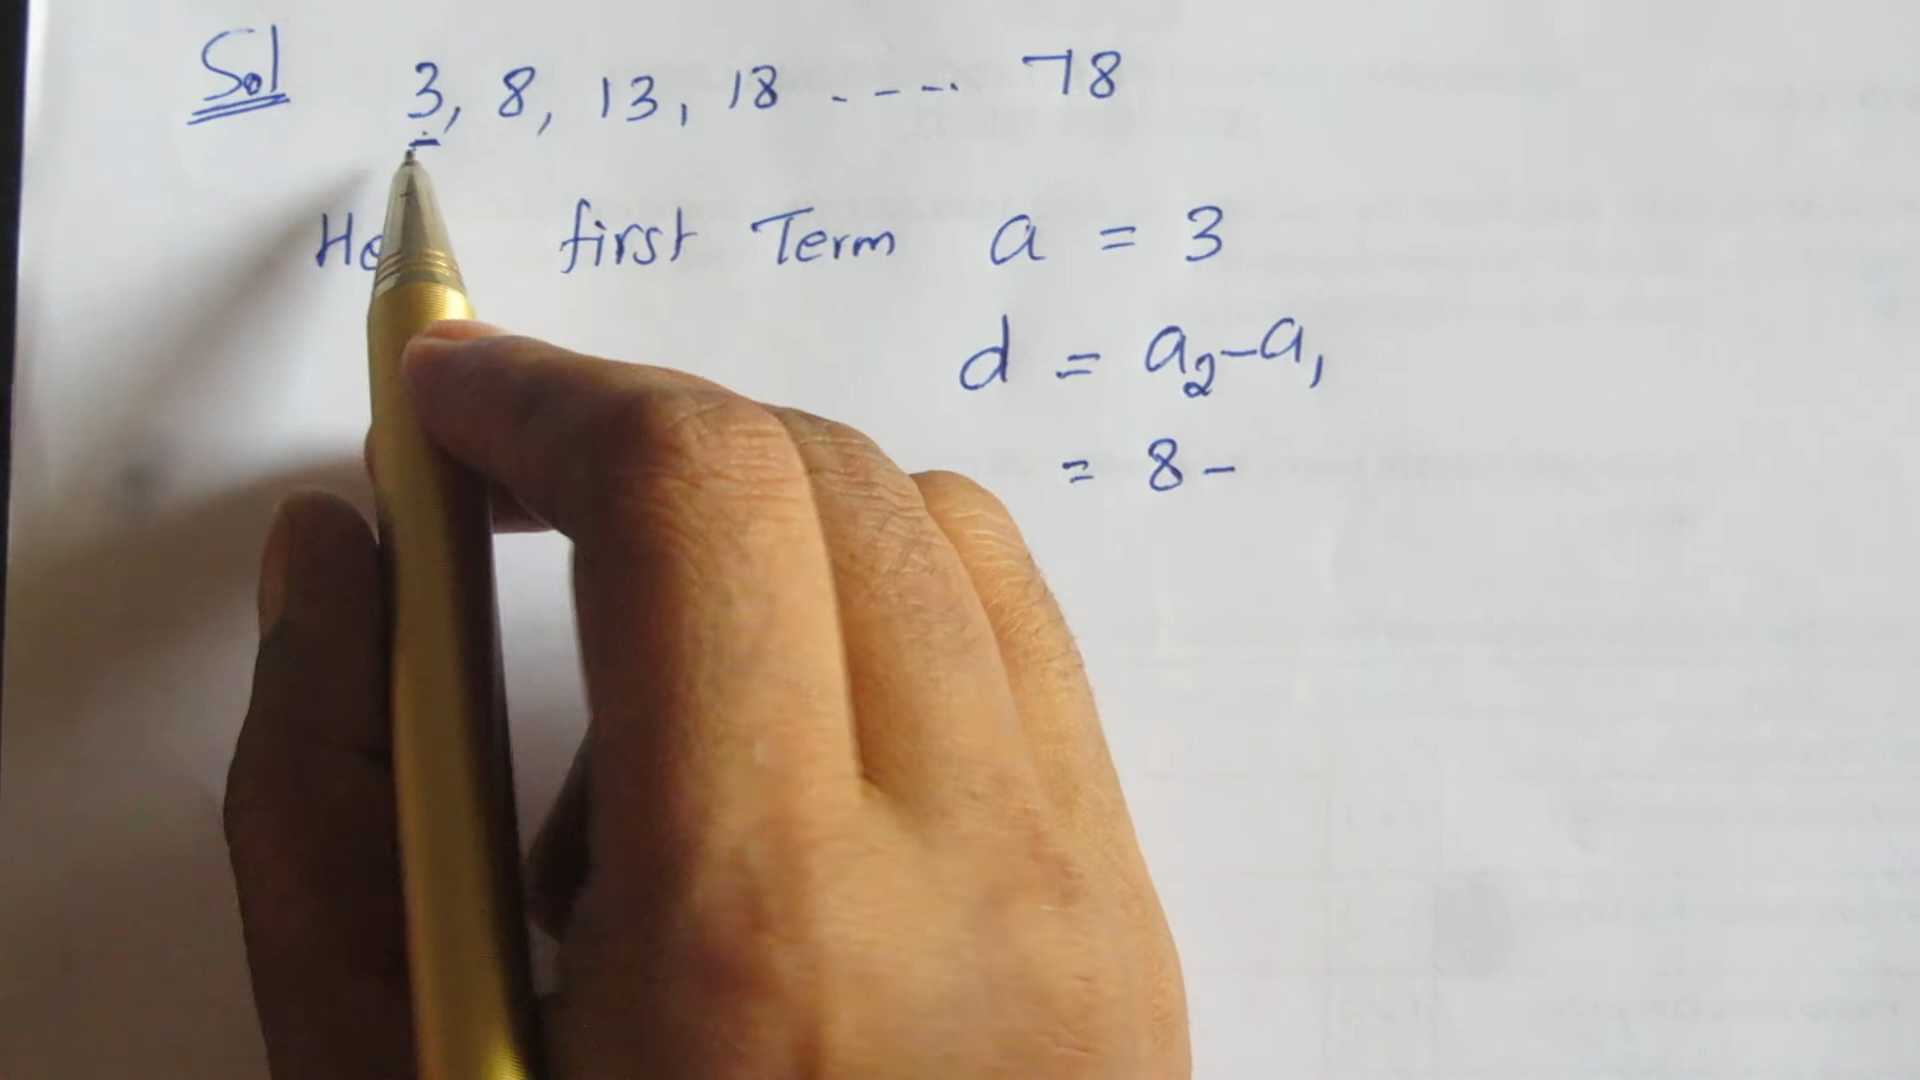 Sol 3, 8, 13, 18 ----- 78
first Term a = 3
d = a2-a1
= 8 -